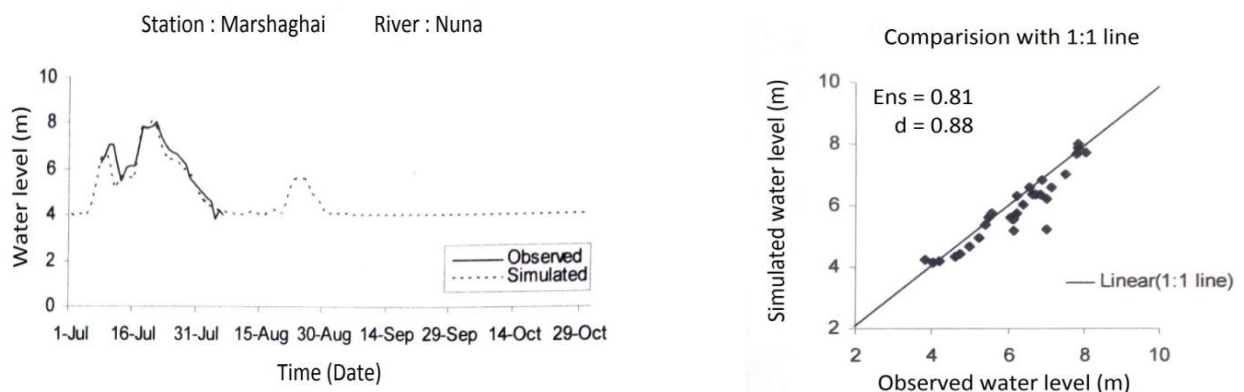 Station : Marshaghai River : Nuna
Water level (m)
10
8
6
4
2
0
Observed
Simulated
1-Jul 16-Jul 31-Jul 15-Aug 30-Aug 14-Sep 29-Sep 14-Oct 29-Oct
Time (Date)
Comparision with 1:1 line
Simulated water level (m)
10
8
6
4
2
Ens = 0.81
d = 0.88
Linear(1:1 line)
2 4 6 8 10
Observed water level (m)